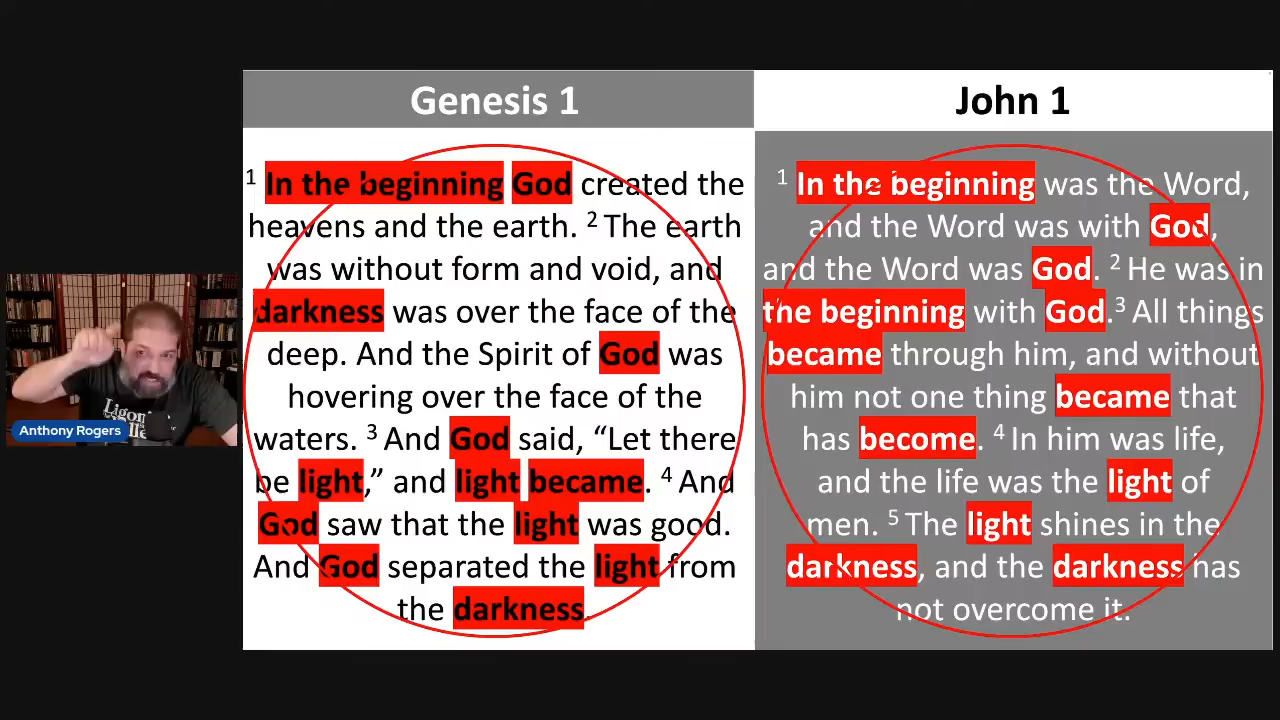 Genesis 1
1 In the beginning God created the
heavens and the earth. 2 The earth
was without form and void, and
darkness was over the face of the
deep. And the Spirit of God was
hovering over the face of the
waters. 3 And God said, “Let there
be light,” and light became. 4 And
God saw that the light was good.
And God separated the light from
the darkness.
John 1
1 In the beginning was the Word,
and the Word was with God,
and the Word was God. 2 He was in
the beginning with God.3 All things
became through him, and without
him not one thing became that
has become. 4 In him was life,
and the life was the light of
men. 5 The light shines in the
darkness, and the darkness has
not overcome it.
Anthony Rogers